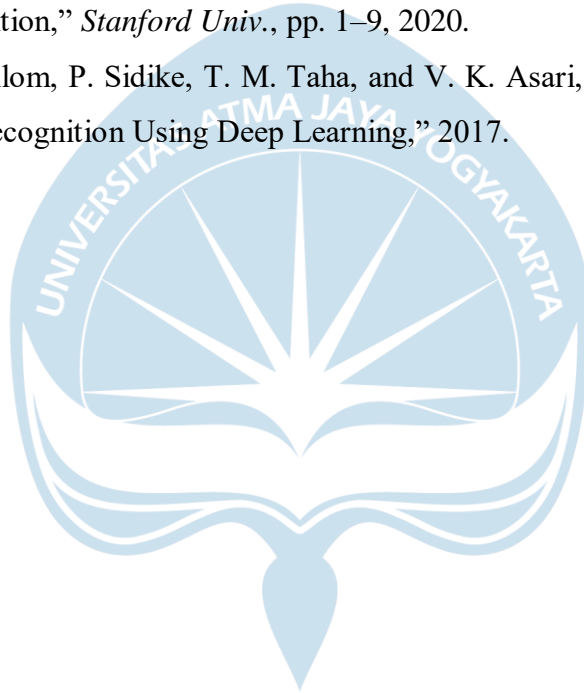 tion,” Stanford Univ., pp. 1–9, 2020.
lom, P. Sidike, T. M. Taha, and V. K. Asari,
ecognition Using Deep Learning,” 2017.
UNIVERSITAS ATMA JAYA YOGYAKARTA